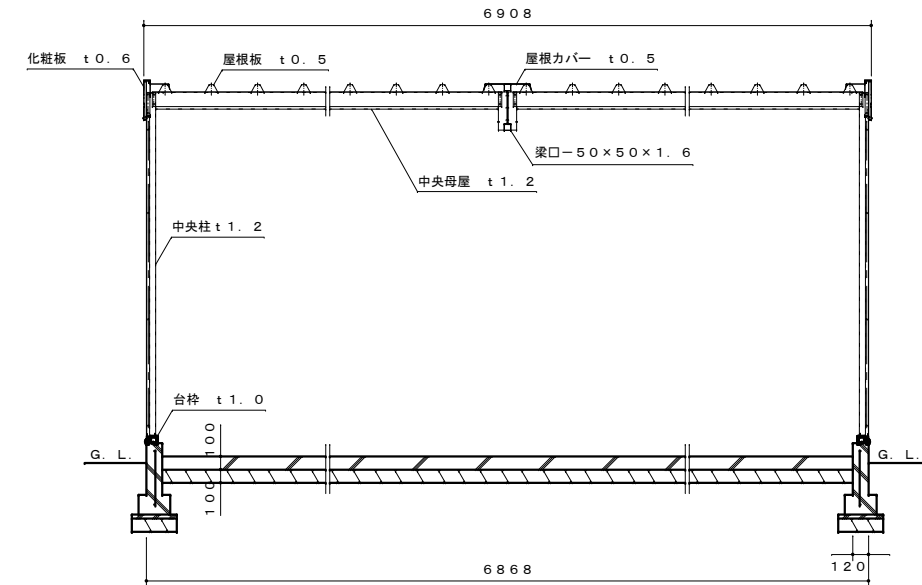 6908
化粧板 t0.6
屋根板 t0.5
屋根カバー t0.5
梁口－50×50×1.6
中央母屋 t1.2
中央柱t1.2
台枠 t1.0
100
G. L.
G. L.
100
120
6868